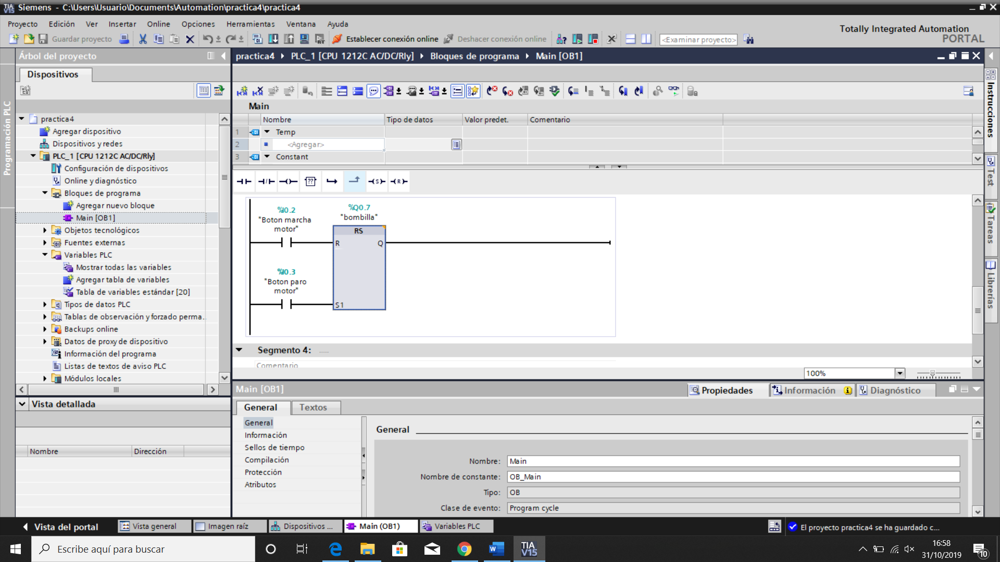 Siemens - C:\Users\Usuario\Documents\Automation\practica4\practica4
Proyecto Edición Ver Insertar Online Opciones Herramientas Ventana Ayuda
Totally Integrated Automation
PORTAL
Guardar proyecto
Establecer conexión online
Deshacer conexión online
<Examinar proyecto>
Árbol del proyecto
practica4 PLC_1 [CPU 1212C AC/DC/Rly] Bloques de programa Main [OB1]
Dispositivos
Programación PLC
practica4
Agregar dispositivo
Dispositivos y redes
PLC_1 [CPU 1212C AC/DC/Rly]
Configuración de dispositivos
Online y diagnóstico
Bloques de programa
Agregar nuevo bloque
Main [OB1]
Objetos tecnológicos
Fuentes externas
Variables PLC
Mostrar todas las variables
Agregar tabla de variables
Tabla de variables estándar [20]
Tipos de datos PLC
Tablas de observación y forzado perma..
Backups online
Datos de proxy de dispositivo
Información del programa
Listas de textos de aviso PLC
Módulos locales
Vista detallada
Nombre Dirección
Main
Nombre Tipo de datos Valor predet. Comentario
1 Temp
2 <Agregar>
3 Constant
??
(S)
(R)
%I0.2
"Boton marcha
motor"
%Q0.7
"bombilla"
RS
R Q
%I0.3
"Boton paro
motor"
S1
Segmento 4: .....
Comentario
100%
Instrucciones
Test
Tareas
Librerías
Main [OB1]
Propiedades Información Diagnóstico
General Textos
General
Información
Sellos de tiempo
Compilación
Protección
Atributos
General
Nombre: Main
Nombre de constante: OB_Main
Tipo: OB
Clase de evento: Program cycle
Vista del portal
Vista general
Imagen raíz
Dispositivos ...
Main (OB1)
Variables PLC
El proyecto practica4 se ha guardado c...
Escribe aquí para buscar
TIA
V15
16:58
31/10/2019
10